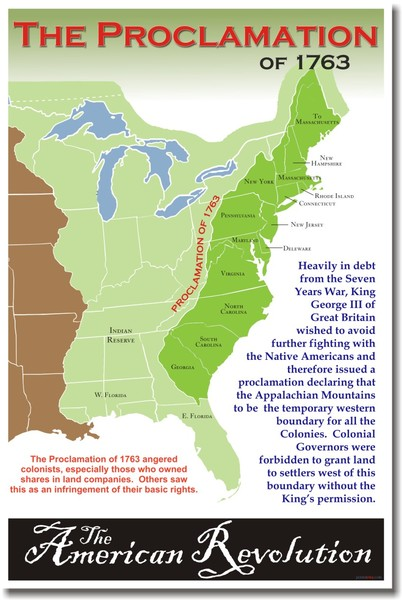 The Proclamation
of 1763
To
Massachusetts
New
Hampshire
Massachusetts
New York
Rhode Island
Connecticut
Pennsylvania
New Jersey
Maryland
Deleware
Virginia
PROCLAMATION OF 1763
North
Carolina
Indian
Reserve
South
Carolina
Georgia
W. Florida
E. Florida
Heavily in debt
from the Seven
Years War, King
George III of
Great Britain
wished to avoid
further fighting with
the Native Americans and
therefore issued a
proclamation declaring that
the Appalachian Mountains
to be the temporary western
boundary for all the
Colonies. Colonial
Governors were
forbidden to grant land
to settlers west of this
boundary without the
King's permission.
The Proclamation of 1763 angered
colonists, especially those who owned
shares in land companies. Others saw
this as an infringement of their basic rights.
The
American Revolution